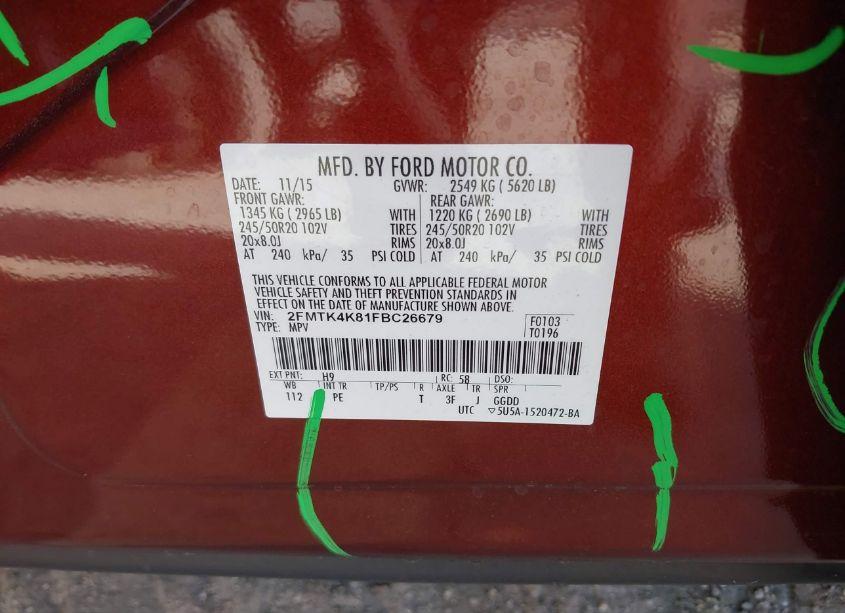 MFD. BY FORD MOTOR CO.
DATE: 11/15 GVWR: 2549 KG ( 5620 LB)
FRONT GAWR: REAR GAWR:
1345 KG ( 2965 LB) WITH 1220 KG ( 2690 LB) WITH
245/50R20 102V TIRES 245/50R20 102V TIRES
20x8.0J RIMS 20x8.0J RIMS
AT 240 kPa/ 35 PSI COLD AT 240 kPa/ 35 PSI COLD
THIS VEHICLE CONFORMS TO ALL APPLICABLE FEDERAL MOTOR
VEHICLE SAFETY AND THEFT PREVENTION STANDARDS IN
EFFECT ON THE DATE OF MANUFACTURE SHOWN ABOVE.
VIN: 2FMTK4K81FBC26679 F0103
TYPE: MPV T0196
EXT PNT: H9 RC: 58 DSO:
WB INT TR TP/PS R AXLE TR SPR
112 PE T 3F J GGDD
UTC ▽5U5A-1520472-BA